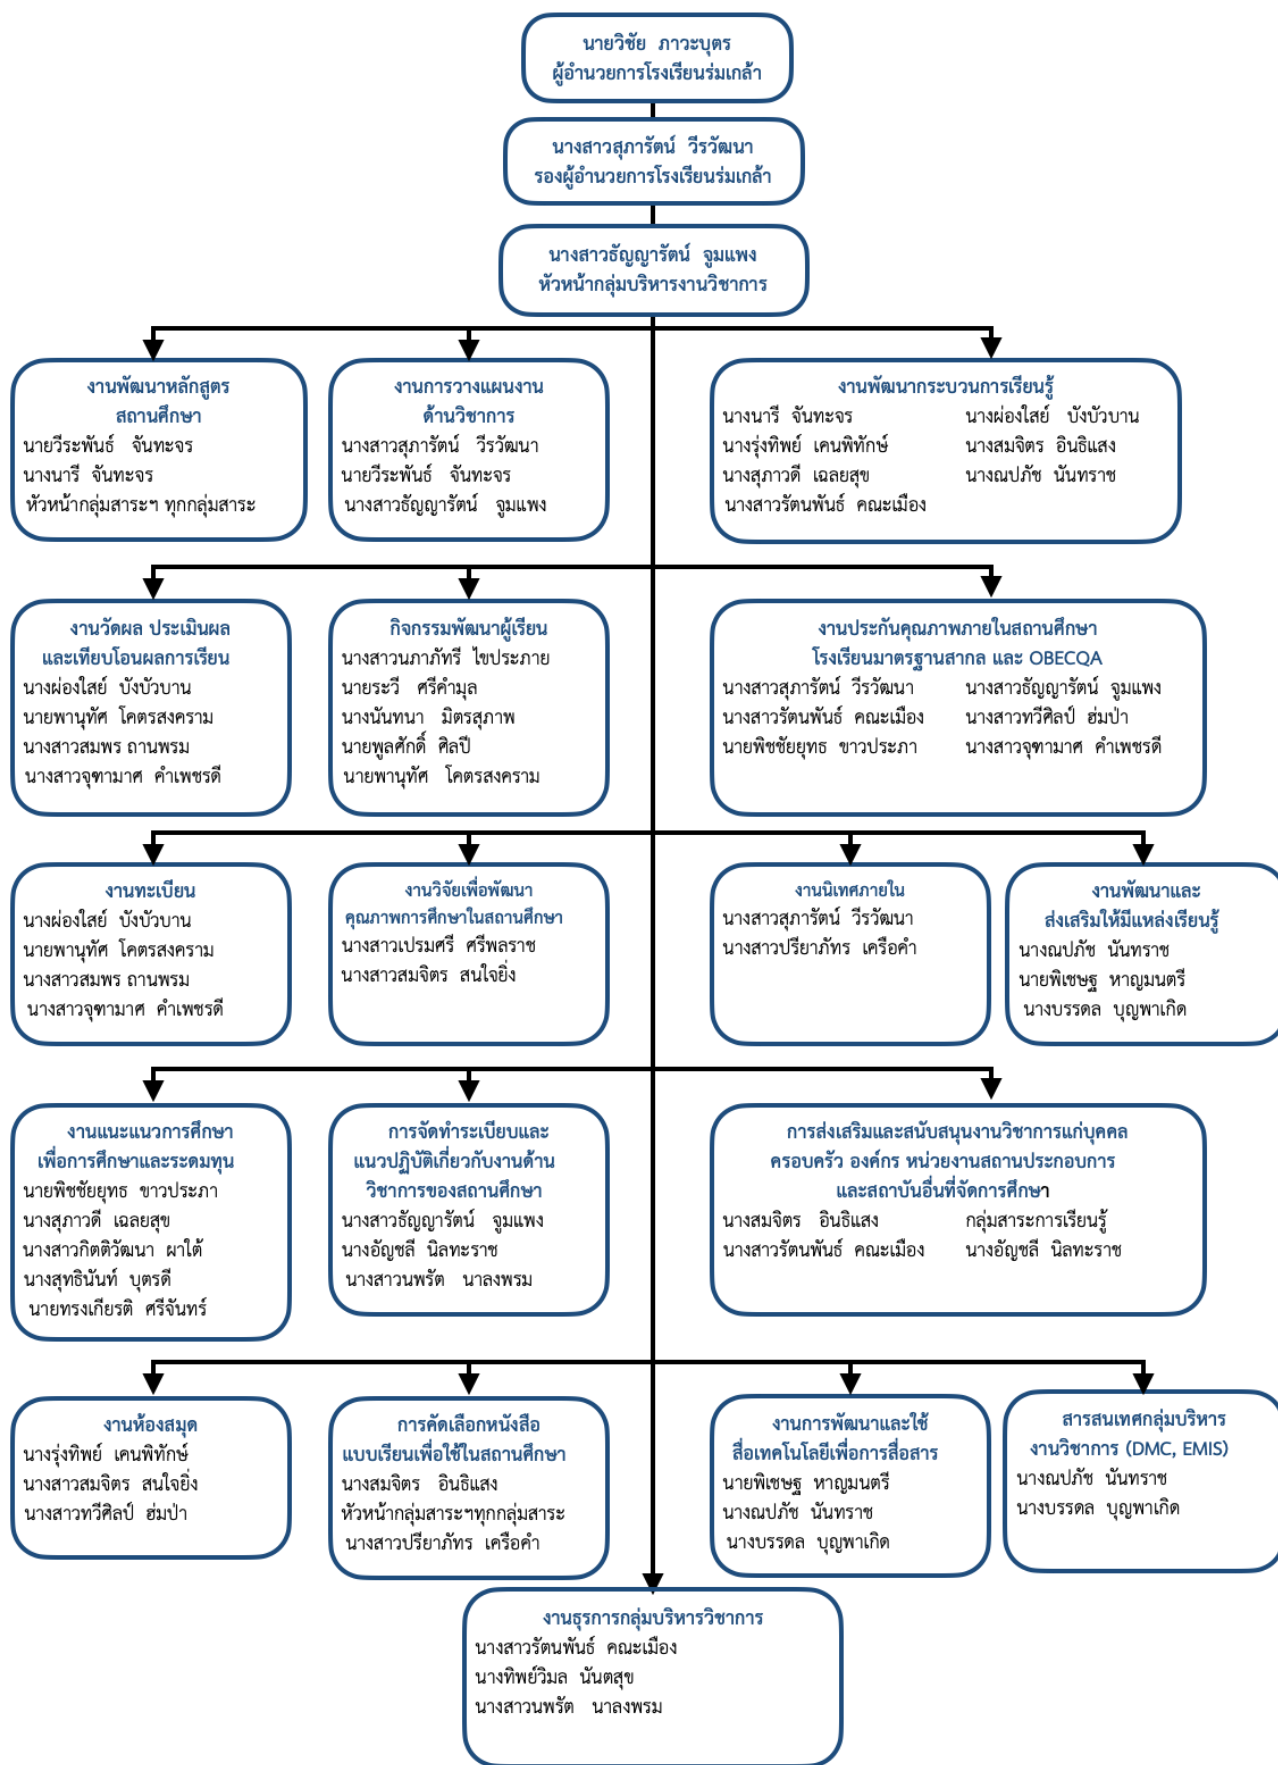 นายวิชัย ภาวะบุตร
ผู้อำนวยการโรงเรียนร่มเกล้า
นางสาวสุภารัตน์ วีรวัฒนา
รองผู้อำนวยการโรงเรียนร่มเกล้า
นางสาวธัญญารัตน์ จูมแพง
หัวหน้ากลุ่มบริหารงานวิชาการ
งานพัฒนาหลักสูตร
สถานศึกษา
นายวีระพันธ์ จันทะจร
นางนารี จันทะจร
หัวหน้ากลุ่มสาระฯ ทุกกลุ่มสาระ
งานการวางแผนงาน
ด้านวิชาการ
นางสาวสุภารัตน์ วีรวัฒนา
นายวีระพันธ์ จันทะจร
นางสาวธัญญารัตน์ จูมแพง
งานพัฒนากระบวนการเรียนรู้
นางนารี จันทะจร นางผ่องใสย์ บังบัวบาน
นางรุ่งทิพย์ เคนพิทักษ์ นางสมจิตร อินธิแสง
นางสุภาวดี เฉลยสุข นางณปภัช นันทราช
นางสาวรัตนพันธ์ คณะเมือง
งานวัดผล ประเมินผล
และเทียบโอนผลการเรียน
นางผ่องใสย์ บังบัวบาน
นายพานุทัศ โคตรสงคราม
นางสาวสมพร ถานพรม
นางสาวจุฑามาศ คำเพชรดี
กิจกรรมพัฒนาผู้เรียน
นางสาวนภาภัทรี ไขประภาย
นายระวี ศรีคำมุล
นางนันทนา มิตรสุภาพ
นายพูลศักดิ์ ศิลปี
นายพานุทัศ โคตรสงคราม
งานประกันคุณภาพภายในสถานศึกษา
โรงเรียนมาตรฐานสากล และ OBECQA
นางสาวสุภารัตน์ วีรวัฒนา นางสาวธัญญารัตน์ จูมแพง
นางสาวรัตนพันธ์ คณะเมือง นางสาวทวีศิลป์ ฮ่มป่า
นายพิชชัยยุทธ ขาวประภา นางสาวจุฑามาศ คำเพชรดี
งานทะเบียน
นางผ่องใสย์ บังบัวบาน
นายพานุทัศ โคตรสงคราม
นางสาวสมพร ถานพรม
นางสาวจุฑามาศ คำเพชรดี
งานวิจัยเพื่อพัฒนา
คุณภาพการศึกษาในสถานศึกษา
นางสาวเปรมศรี ศรีพลราช
นางสาวสมจิตร สนใจยิ่ง
งานนิเทศภายใน
นางสาวสุภารัตน์ วีรวัฒนา
นางสาวปรียาภัทร เครือคำ
งานพัฒนาและ
ส่งเสริมให้มีแหล่งเรียนรู้
นางณปภัช นันทราช
นายพิเชษฐ หาญมนตรี
นางบรรดล บุญพาเกิด
งานแนะแนวการศึกษา
เพื่อการศึกษาและระดมทุน
นายพิชชัยยุทธ ขาวประภา
นางสุภาวดี เฉลยสุข
นางสาวกิตติวัฒนา ผาใต้
นางสุทธินันท์ บุตรดี
นายทรงเกียรติ ศรีจันทร์
การจัดทำระเบียบและ
แนวปฏิบัติเกี่ยวกับงานด้าน
วิชาการของสถานศึกษา
นางสาวธัญญารัตน์ จูมแพง
นางอัญชลี นิลทะราช
นางสาวนพรัต นาลงพรม
การส่งเสริมและสนับสนุนงานวิชาการแก่บุคคล
ครอบครัว องค์กร หน่วยงานสถานประกอบการ
และสถาบันอื่นที่จัดการศึกษา
นางสมจิตร อินธิแสง กลุ่มสาระการเรียนรู้
นางสาวรัตนพันธ์ คณะเมือง นางอัญชลี นิลทะราช
งานห้องสมุด
นางรุ่งทิพย์ เคนพิทักษ์
นางสาวสมจิตร สนใจยิ่ง
นางสาวทวีศิลป์ ฮ่มป่า
การคัดเลือกหนังสือ
แบบเรียนเพื่อใช้ในสถานศึกษา
นางสมจิตร อินธิแสง
หัวหน้ากลุ่มสาระฯทุกกลุ่มสาระ
นางสาวปรียาภัทร เครือคำ
งานการพัฒนาและใช้
สื่อเทคโนโลยีเพื่อการสื่อสาร
นายพิเชษฐ หาญมนตรี
นางณปภัช นันทราช
นางบรรดล บุญพาเกิด
สารสนเทศกลุ่มบริหาร
งานวิชาการ (DMC, EMIS)
นางณปภัช นันทราช
นางบรรดล บุญพาเกิด
งานธุรการกลุ่มบริหารวิชาการ
นางสาวรัตนพันธ์ คณะเมือง
นางทิพย์วิมล นันตสุข
นางสาวนพรัต นาลงพรม